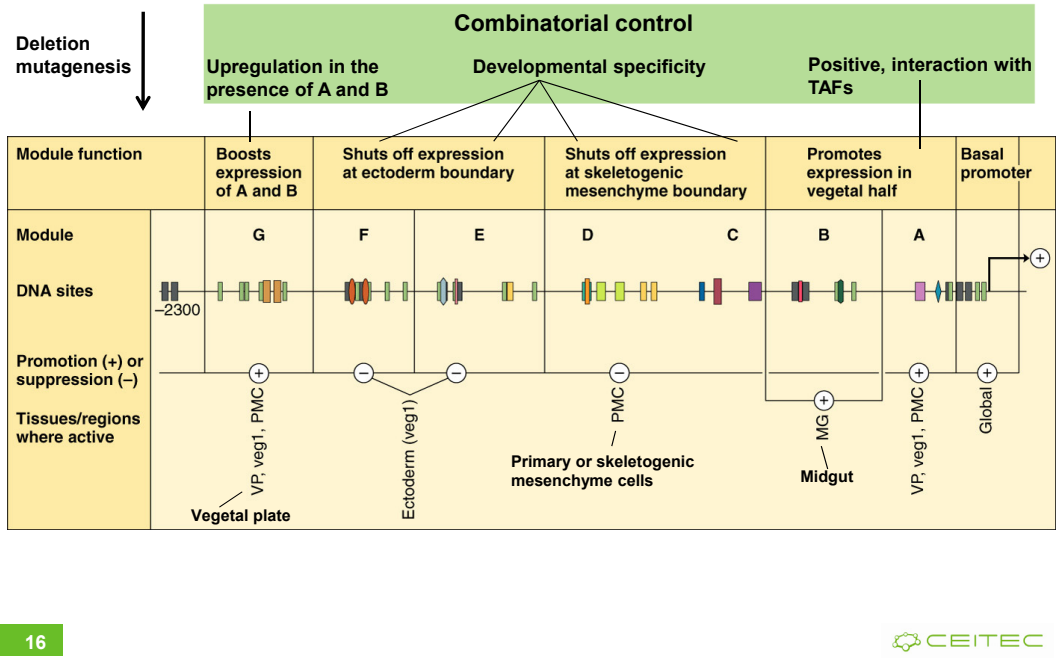 Combinatorial control
Deletion
mutagenesis
Upregulation in the
presence of A and B
Developmental specificity
Positive, interaction with
TAFs
Module function
Boosts
expression
of A and B
Shuts off expression
at ectoderm boundary
Shuts off expression
at skeletogenic
mesenchyme boundary
Promotes
expression in
vegetal half
Basal
promoter
Module
G
F
E
D
C
B
A
DNA sites
–2300
+
Promotion (+) or
suppression (–)
+
–
–
–
+
+
+
Tissues/regions
where active
VP, veg1, PMC
Ectoderm (veg1)
PMC
MG
VP, veg1, PMC
Global
Primary or skeletogenic
mesenchyme cells
Midgut
Vegetal plate
16
CEITEC